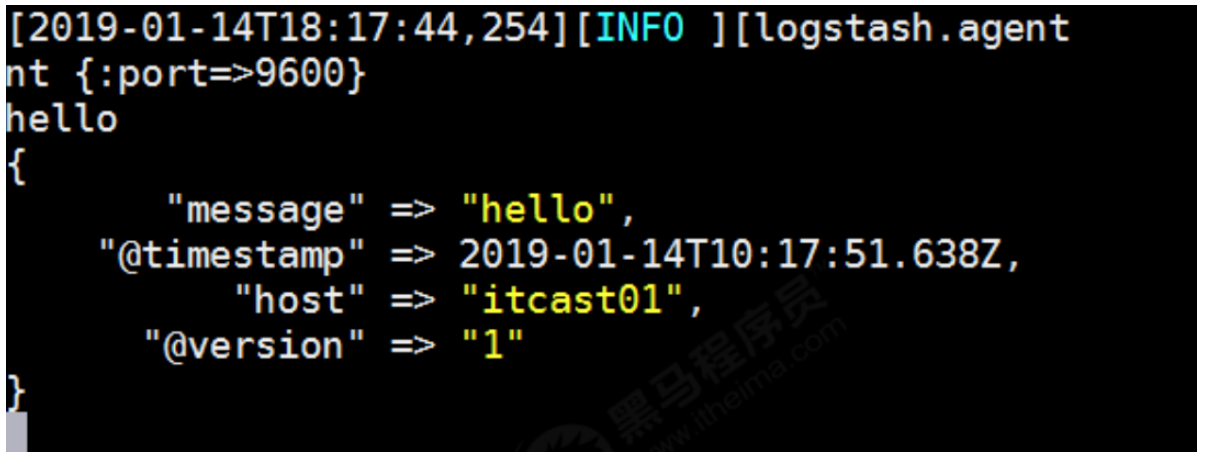 [2019-01-14T18:17:44,254][INFO ][logstash.agent
nt {:port=>9600}
hello
{
        "message" => "hello",
     "@timestamp" => 2019-01-14T10:17:51.638Z,
           "host" => "itcast01",
       "@version" => "1"
}
黑马程序员
www.itheima.com